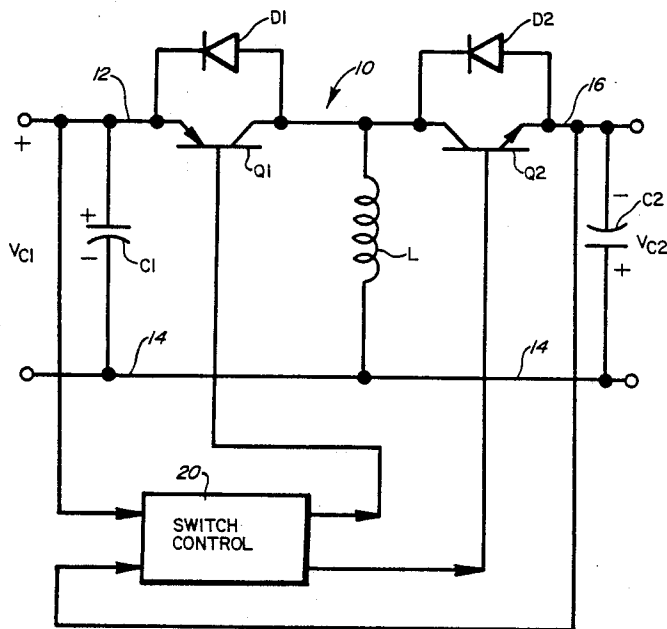 D1
D2
12
10
16
+
Q1
Q2
C2
+
−
VC1
C1
L
−
VC2
+
14
14
20
SWITCH
CONTROL